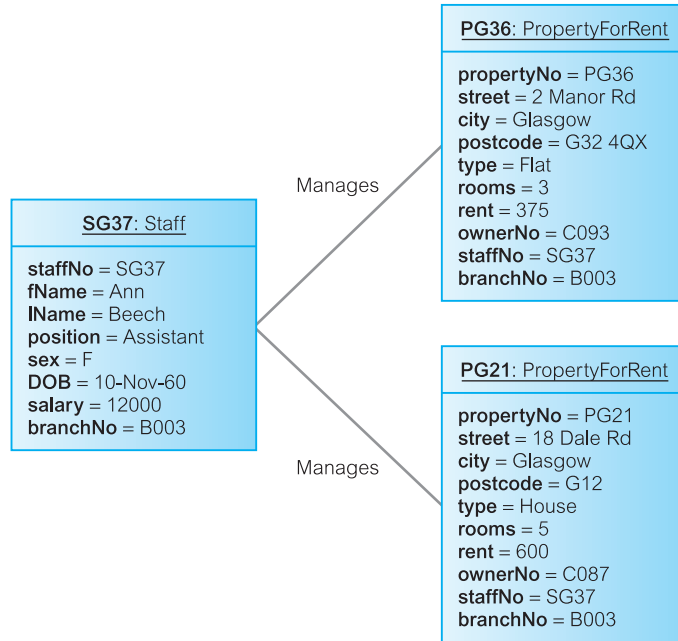 PG36: PropertyForRent
propertyNo = PG36
street = 2 Manor Rd
city = Glasgow
postcode = G32 4QX
type = Flat
rooms = 3
rent = 375
ownerNo = C093
staffNo = SG37
branchNo = B003
Manages
SG37: Staff
staffNo = SG37
fName = Ann
lName = Beech
position = Assistant
sex = F
DOB = 10-Nov-60
salary = 12000
branchNo = B003
Manages
PG21: PropertyForRent
propertyNo = PG21
street = 18 Dale Rd
city = Glasgow
postcode = G12
type = House
rooms = 5
rent = 600
ownerNo = C087
staffNo = SG37
branchNo = B003